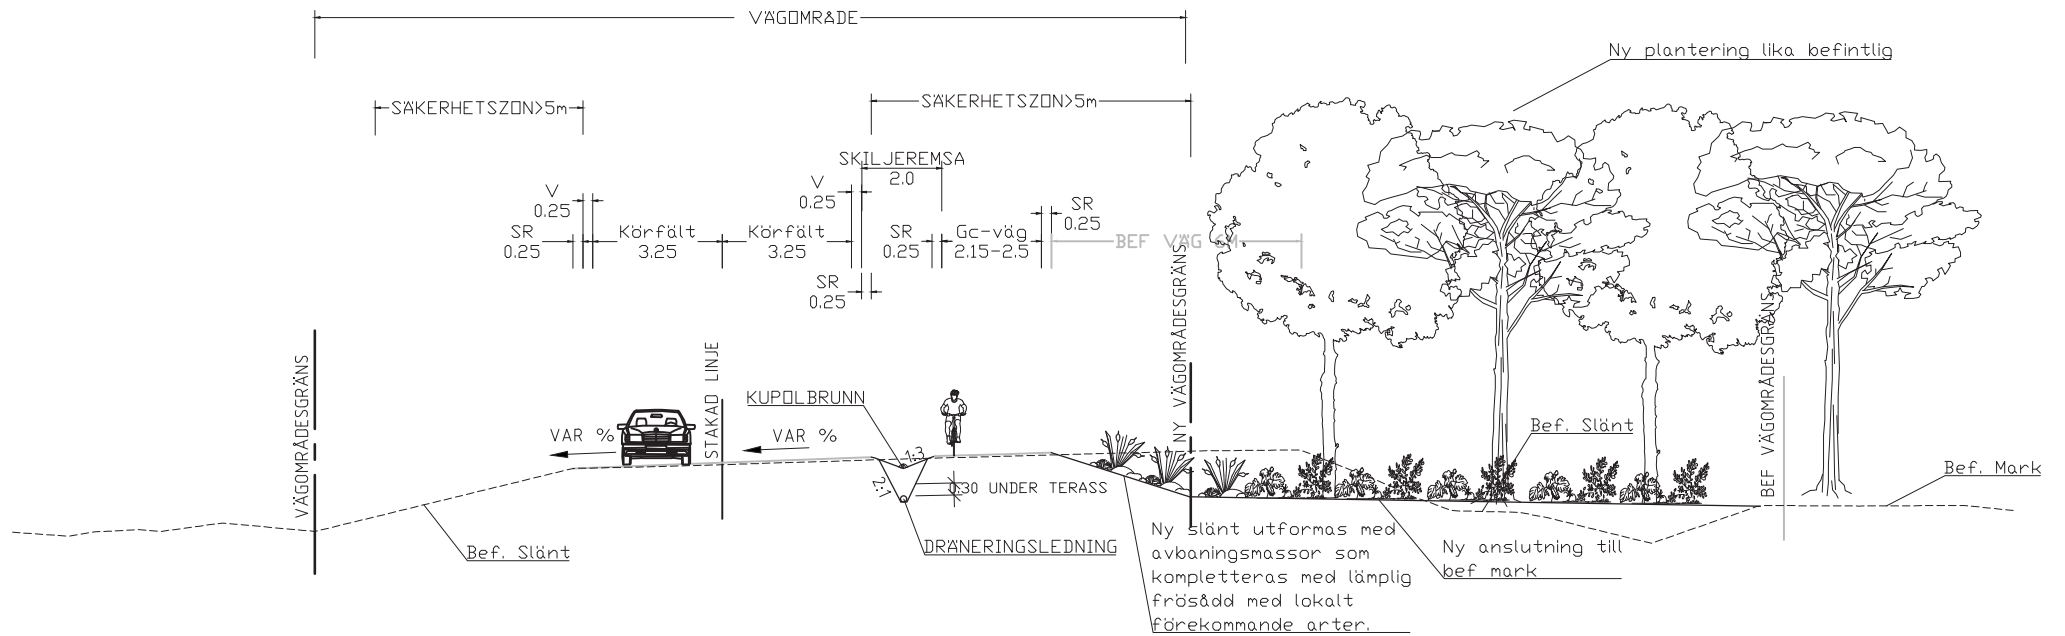 VÄGOMRÅDE
Ny plantering lika befintlig
SÄKERHETSZON>5m
SÄKERHETSZON>5m
SKILJEREMSA
2.0
V
0.25
V
0.25
SR
0.25
SR
0.25
Körfält
3.25
Körfält
3.25
SR
0.25
Gc-väg
2.15-2.5
BEF VÄG 6M
SR
0.25
VÄGOMRÅDESGRÄNS
STAKAD LINJE
NY VÄGOMRÅDESGRÄNS
BEF VÄGOMRÅDESGRÄNS
KUPOLBRUNN
VAR %
VAR %
1:3
2:1
0.30 UNDER TERASS
Bef. Slänt
Bef. Mark
Bef. Slänt
DRÄNERINGSLEDNING
Ny slänt utformas med
avbaningsmassor som
kompletteras med lämplig
frösådd med lokalt
förekommande arter.
Ny anslutning till
bef mark